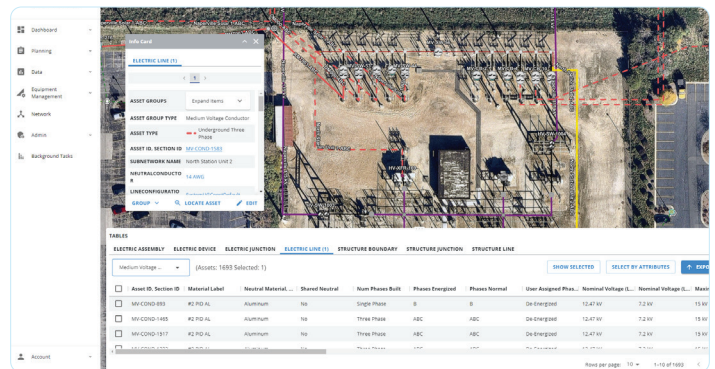 Dashboard
Planning
Data
Equipment
Management
Network
Admin
Background Tasks
Account
Info Card
ELECTRIC LINE (1)
1
ASSET GROUPS Expand Items
ASSET GROUP TYPE Medium Voltage Conductor
ASSET TYPE Underground Three
Phase
ASSET ID, SECTION ID MV-COND-1583
SUBNETWORK NAME North Station Unit 2
NEUTRALCONDUCTO
R 14 AWG
LINECONFIGURATIO
GROUP LOCATE ASSET EDIT
TABLES
ELECTRIC ASSEMBLY ELECTRIC DEVICE ELECTRIC JUNCTION ELECTRIC LINE (1) STRUCTURE BOUNDARY STRUCTURE JUNCTION STRUCTURE LINE
Medium Voltage ... (Assets: 1693 Selected: 1) SHOW SELECTED SELECT BY ATTRIBUTES EXPO
Asset ID, Section ID Material Label Neutral Material, ... Shared Neutral Num Phases Built Phases Energized Phases Normal User Assigned Phas... Nominal Voltage (L... Nominal Voltage (L... Maxin
MV-COND-893 #2 PID AL Aluminum No Single Phase B B De-Energized 12.47 kV 7.2 kV 15 kV
MV-COND-1465 #2 PID AL Aluminum No Three Phase ABC ABC De-Energized 12.47 kV 7.2 kV 15 kV
MV-COND-1517 #2 PID AL Aluminum No Three Phase ABC ABC De-Energized 12.47 kV 7.2 kV 15 kV
Rows per page: 10 1-10 of 1693